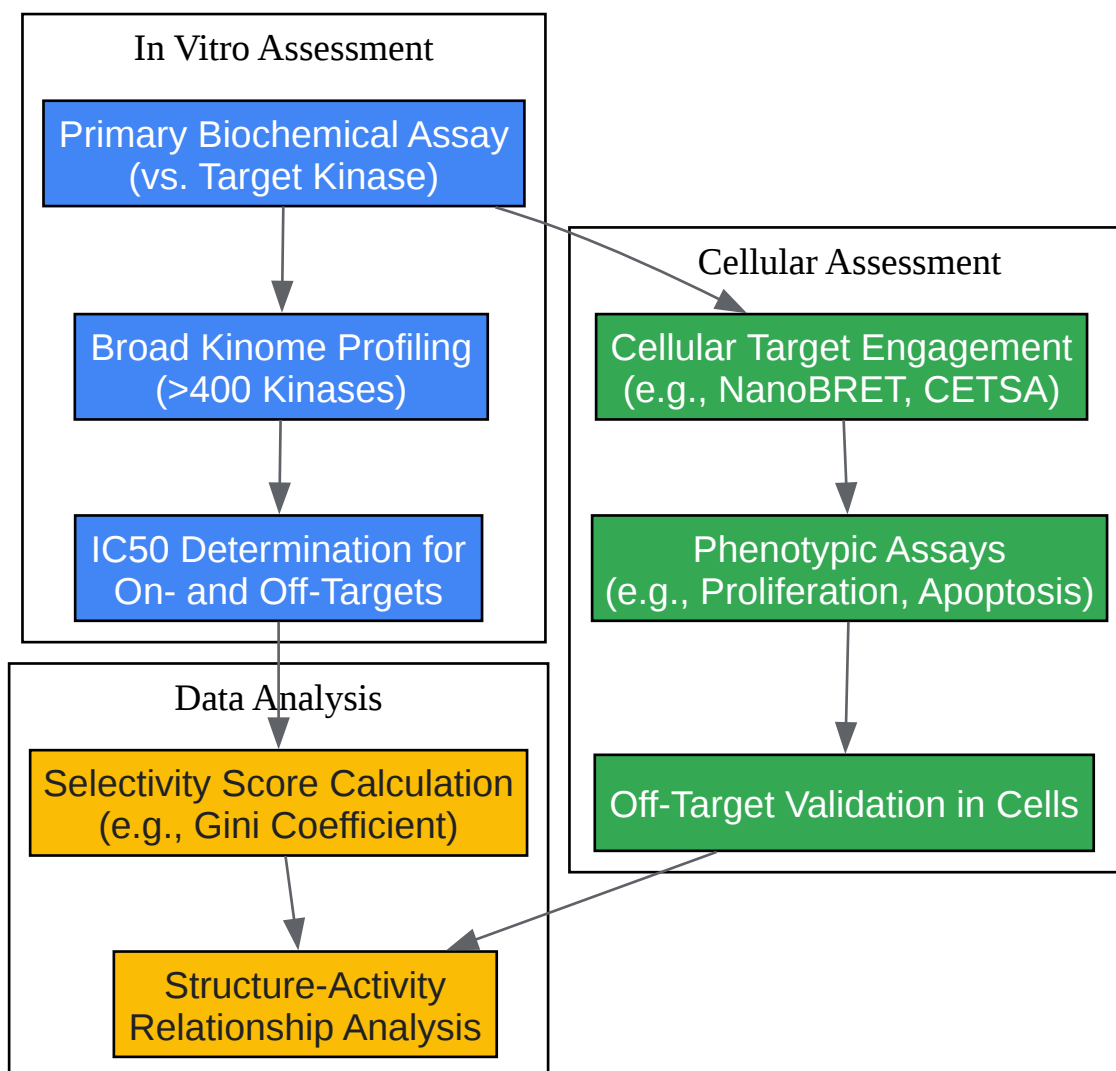 In Vitro Assessment
Primary Biochemical Assay
(vs. Target Kinase)
Broad Kinome Profiling
(>400 Kinases)
IC50 Determination for
On- and Off-Targets
Cellular Assessment
Cellular Target Engagement
(e.g., NanoBRET, CETSA)
Phenotypic Assays
(e.g., Proliferation, Apoptosis)
Off-Target Validation in Cells
Data Analysis
Selectivity Score Calculation
(e.g., Gini Coefficient)
Structure-Activity
Relationship Analysis